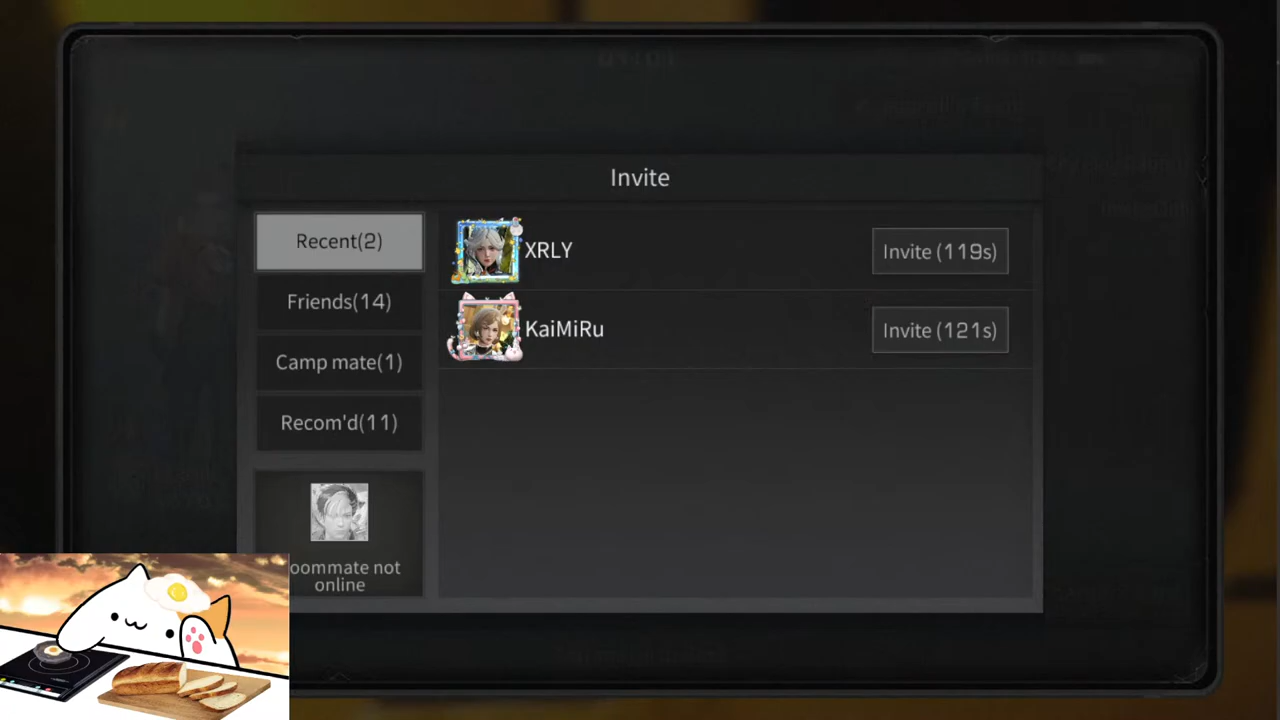 Invite
Recent(2)
XRLY
Invite (119s)
Friends(14)
KaiMiRu
Invite (121s)
Camp mate(1)
Recom'd(11)
oommate not
online